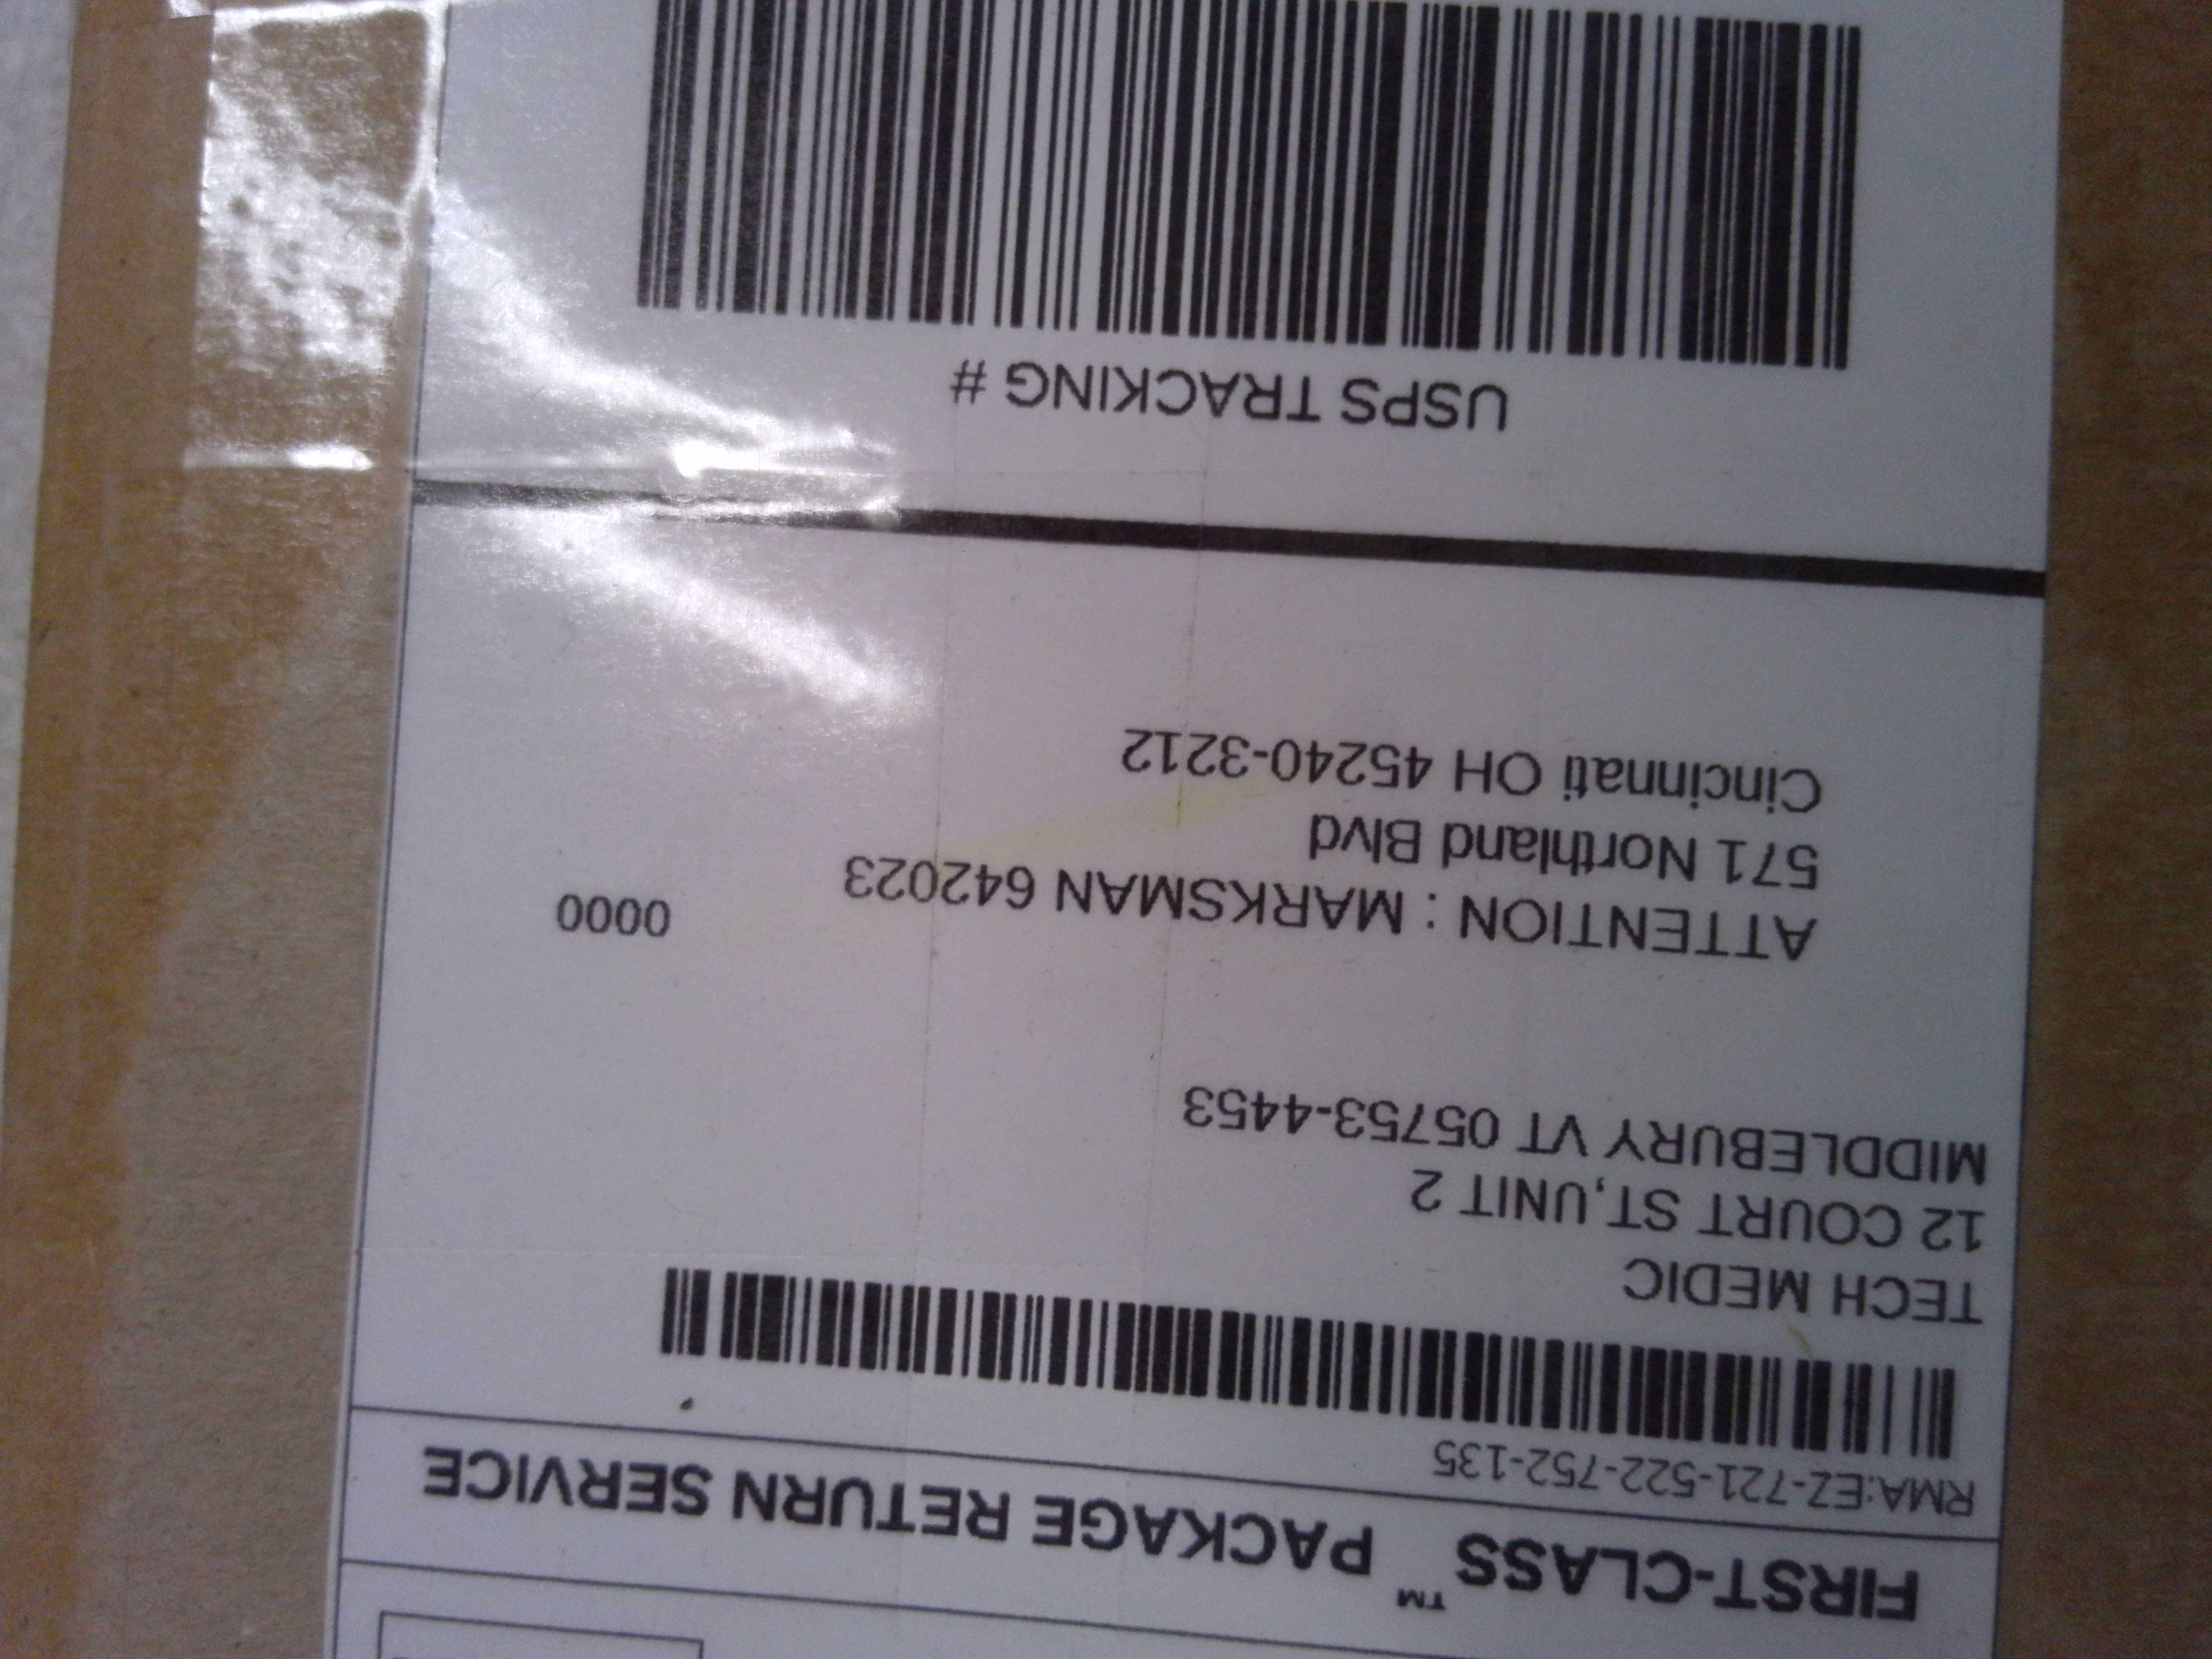 FIRST-CLASS™ PACKAGE RETURN SERVICE
RMA:EZ-721-522-752-135
TECH MEDIC
12 COURT ST,UNIT 2
MIDDLEBURY VT 05753-4453
0000
ATTENTION : MARKSMAN 642023
571 Northland Blvd
Cincinnati OH 45240-3212
USPS TRACKING #